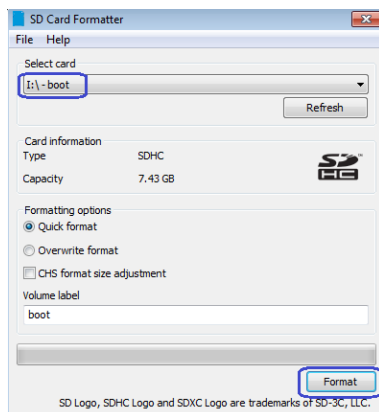 SD Card Formatter
File Help
Select card
I:\ - boot
Refresh
Card information
Type SDHC
Capacity 7.43 GB
SD
HC
Formatting options
Quick format
Overwrite format
CHS format size adjustment
Volume label
boot
Format
SD Logo, SDHC Logo and SDXC Logo are trademarks of SD-3C, LLC.